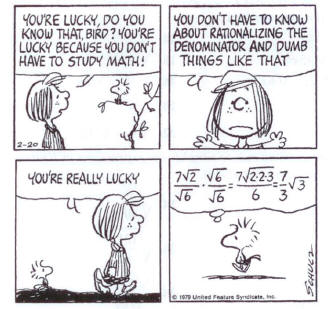 YOU'RE LUCKY, DO YOU
KNOW THAT, BIRD? YOU'RE
LUCKY BECAUSE YOU DON'T
HAVE TO STUDY MATH!
2-20
YOU DON'T HAVE TO KNOW
ABOUT RATIONALIZING THE
DENOMINATOR AND DUMB
THINGS LIKE THAT
YOU'RE REALLY LUCKY
7√2/√6 · √6/√6 = 7√2·2·3/6 = 7/3 √3
SCHULZ
© 1979 United Feature Syndicate, Inc.